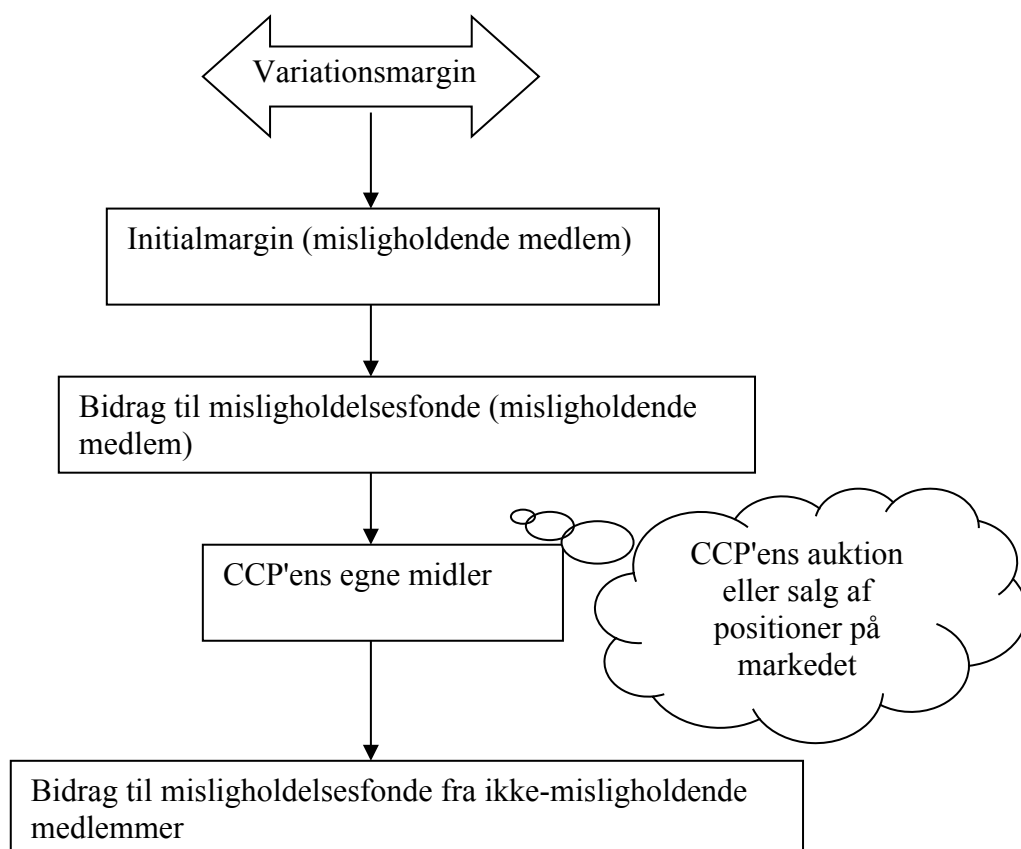 Variationsmargin
Initialmargin (misligholdende medlem)
Bidrag til misligholdelsesfonde (misligholdende
medlem)
CCP'ens egne midler
CCP'ens auktion
eller salg af
positioner på
markedet
Bidrag til misligholdelsesfonde fra ikke-misligholdende
medlemmer